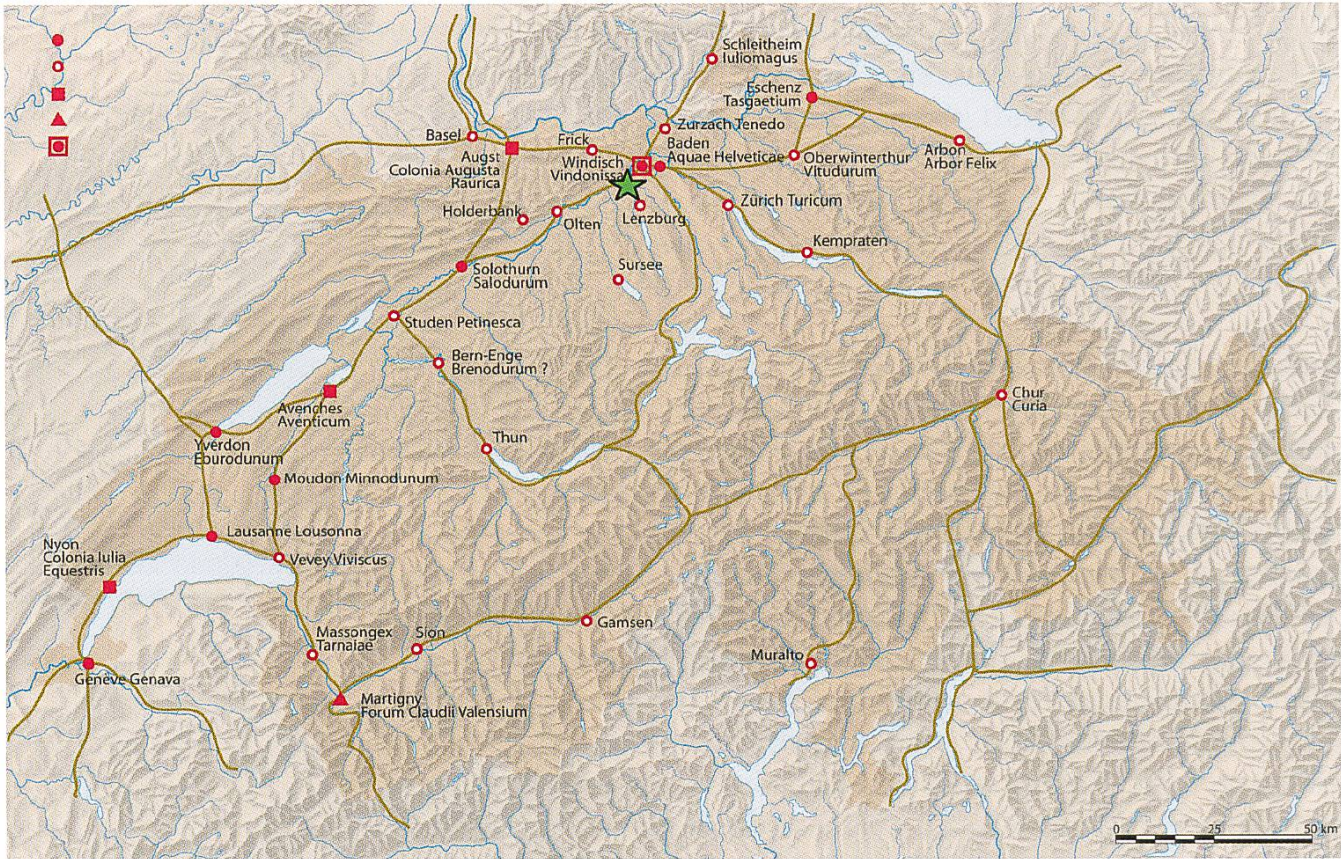 Schleitheim
Iuliomagus
Eschenz
Tasgaetium
Basel
Frick
Zurzach Tenedo
Augst
Colonia Augusta
Raurica
Windisch
Vindonissa
Baden
Aquae Helveticae
Oberwinterthur
Vitudurum
Arbon
Arbor Felix
Holderbank
Olten
Lenzburg
Zürich Turicum
Kempraten
Solothurn
Salodurum
Sursee
Studen Petinesca
Bern-Enge
Brenodurum ?
Avenches
Aventicum
Chur
Curia
Yverdon
Eburodunum
Thun
Moudon Minnodunum
Lausanne Lousonna
Nyon
Colonia Iulia
Equestris
Vevey Viviscus
Massongex
Tarnaiae
Sion
Gamsen
Muralto
Genève Genava
Martigny
Forum Claudii Valensium
0 25 50 km